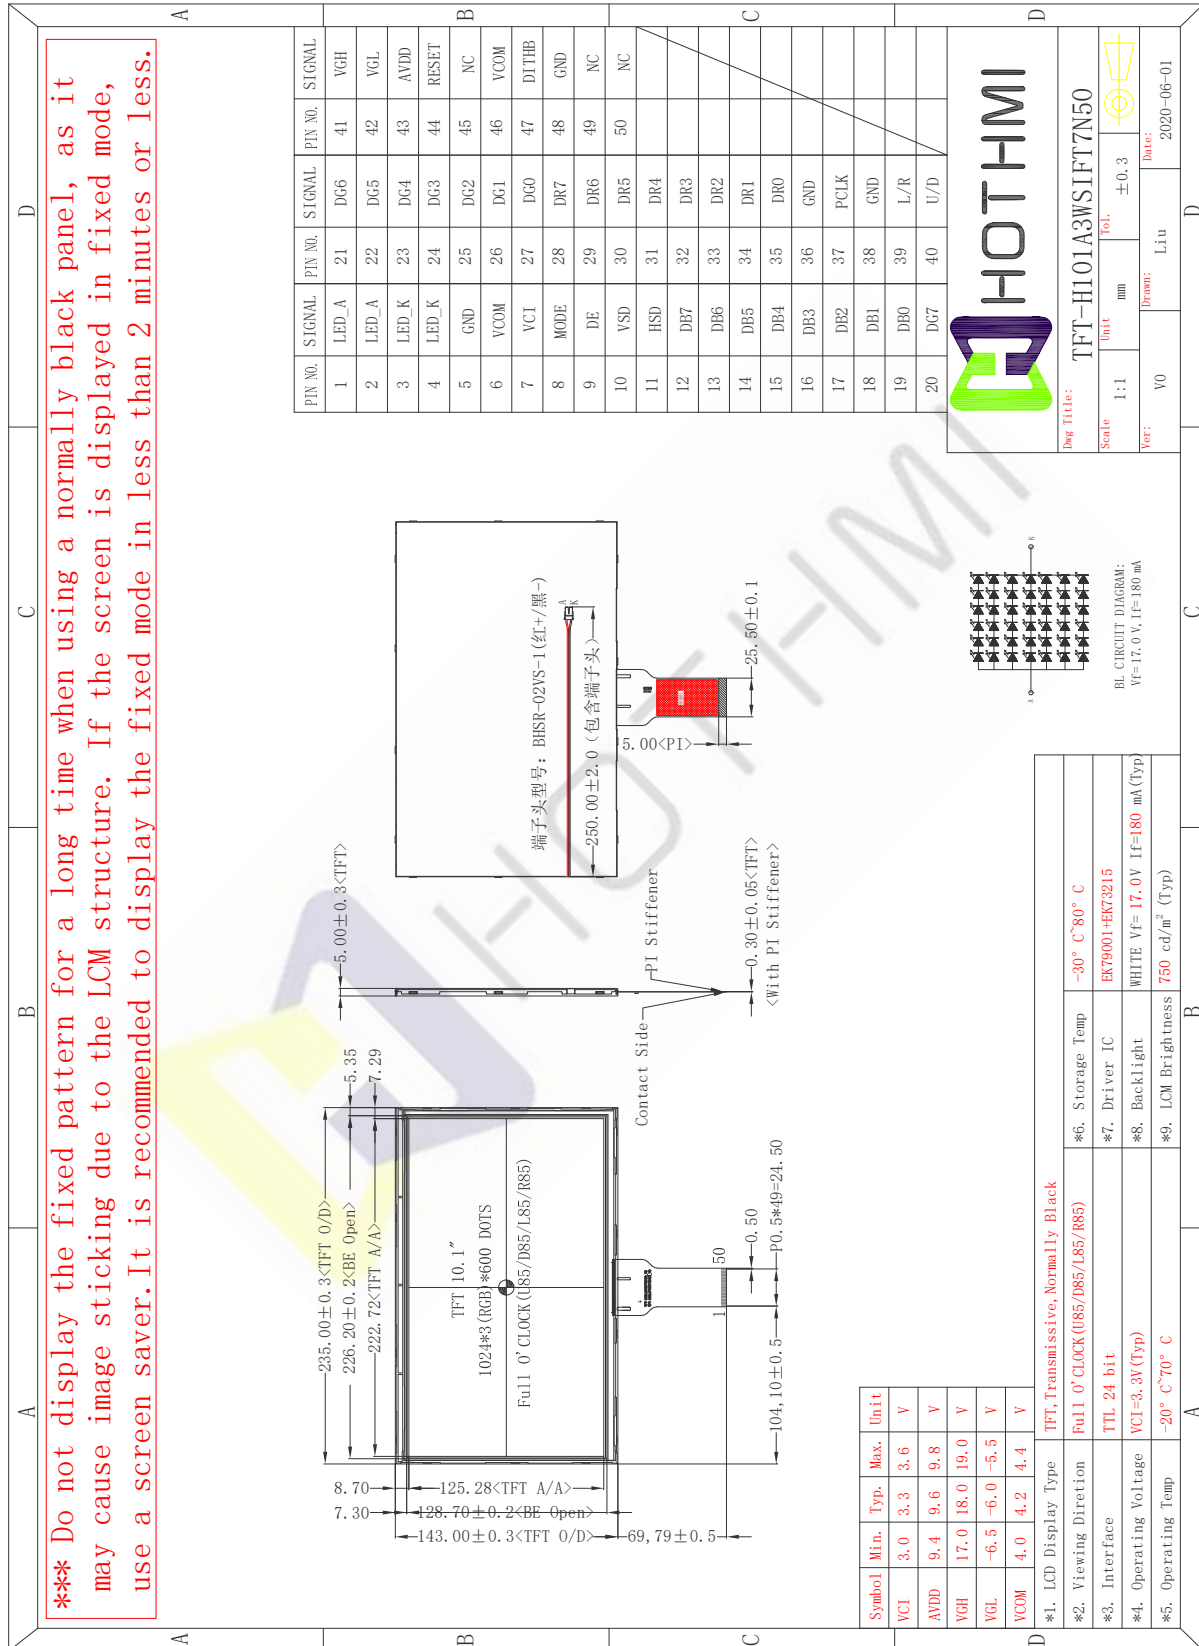 *** Do not display the fixed pattern for a long time when using a normally black panel, as it
may cause image sticking due to the LCM structure. If the screen is displayed in fixed mode,
use a screen saver.It is recommended to display the fixed mode in less than 2 minutes or less.
A B C D
A B C D
A B C D
A B C D
235.00±0.3<TFT O/D>
226.20±0.2<BE Open>
222.72<TFT A/A>
5.35
7.29
8.70
125.28<TFT A/A>
7.30
128.70±0.2<BE Open>
143.00±0.3<TFT O/D>
69,79±0.5
TFT 10.1″
1024*3(RGB)*600 DOTS
Full O'CLOCK(U85/D85/L85/R85)
1
50
0.50
P0.5*49=24.50
104,10±0.5
5.00±0.3<TFT>
Contact Side
PI Stiffener
0.30±0.05<TFT>
<With PI Stiffener>
端子头型号: BHSR-02VS-1(红+/黑-)
A
K
250.00±2.0 (包含端子头)
5.00<PI>
25.50±0.1
PIN NO. SIGNAL PIN NO. SIGNAL PIN NO. SIGNAL
1 LED_A 21 DG6 41 VGH
2 LED_A 22 DG5 42 VGL
3 LED_K 23 DG4 43 AVDD
4 LED_K 24 DG3 44 RESET
5 GND 25 DG2 45 NC
6 VCOM 26 DG1 46 VCOM
7 VCI 27 DG0 47 DITHB
8 MODE 28 DR7 48 GND
9 DE 29 DR6 49 NC
10 VSD 30 DR5 50 NC
11 HSD 31 DR4
12 DB7 32 DR3
13 DB6 33 DR2
14 DB5 34 DR1
15 DB4 35 DR0
16 DB3 36 GND
17 DB2 37 PCLK
18 DB1 38 GND
19 DB0 39 L/R
20 DG7 40 U/D
Symbol Min. Typ. Max. Unit
VCI 3.0 3.3 3.6 V
AVDD 9.4 9.6 9.8 V
VGH 17.0 18.0 19.0 V
VGL -6.5 -6.0 -5.5 V
VCOM 4.0 4.2 4.4 V
*1. LCD Display Type TFT,Transmissive,Normally Black
*2. Viewing Diretion Full O'CLOCK(U85/D85/L85/R85) *6. Storage Temp -30° C~80° C
*3. Interface TTL 24 bit *7. Driver IC EK79001+EK73215
*4. Operating Voltage VCI=3.3V(Typ) *8. Backlight WHITE Vf= 17.0V If=180 mA(Typ)
*5. Operating Temp -20° C~70° C *9. LCM Brightness 750 cd/m² (Typ)
A
K
BL CIRCUIT DIAGRAM:
Vf=17.0 V,If=180 mA
HOTHMI
HOTHMI
Dwg Title: TFT-H101A3WSIFT7N50
Scale 1:1 Unit mm Tol. ±0.3
Ver: V0 Drawn: Liu Date: 2020-06-01